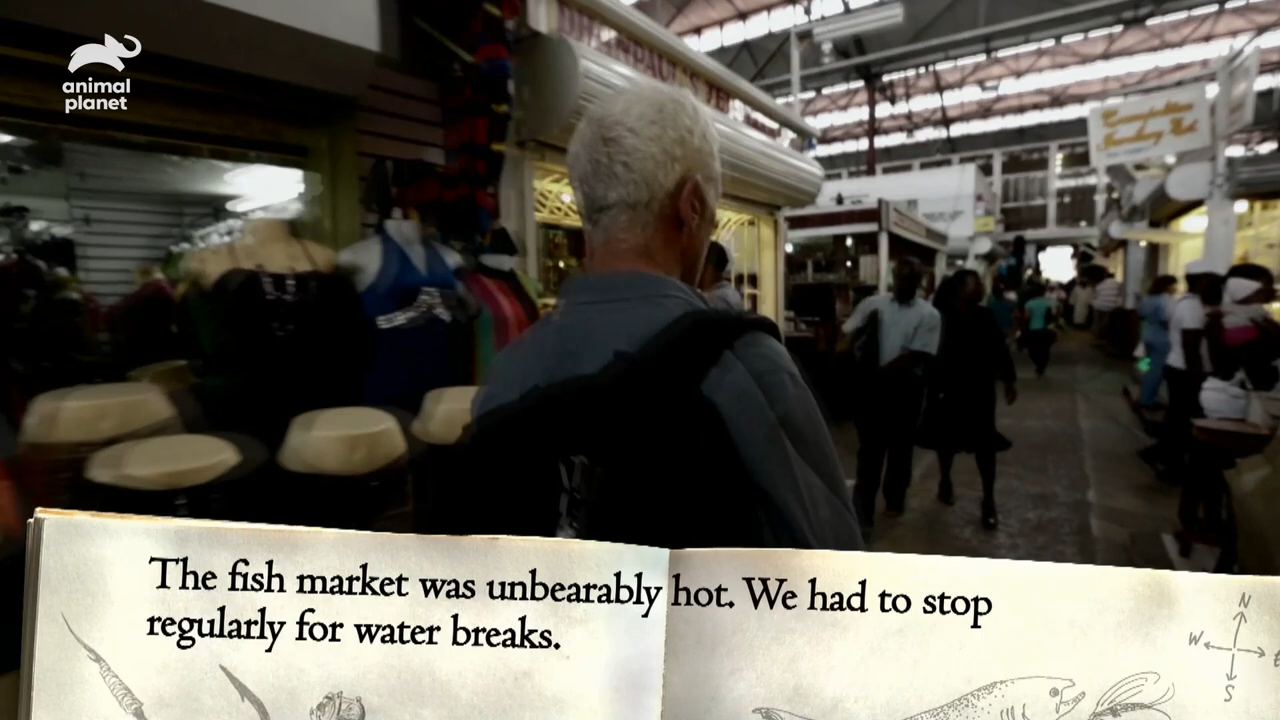 animal
planet
The fish market was unbearably hot. We had to stop
regularly for water breaks.
N
W
S